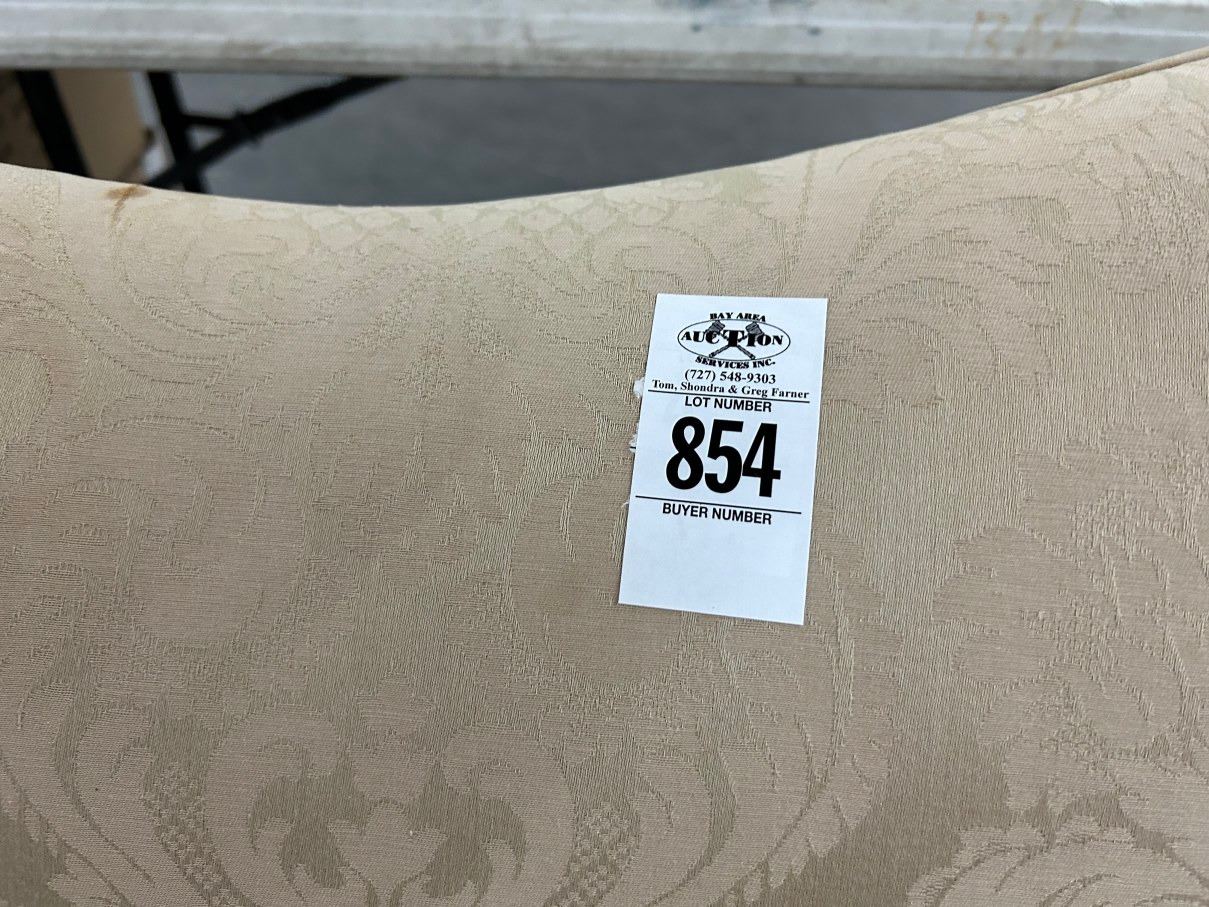 BAY AREA
AUCTION
SERVICES INC.
(727) 548-9303
Tom, Shondra & Greg Farner
LOT NUMBER
854
BUYER NUMBER